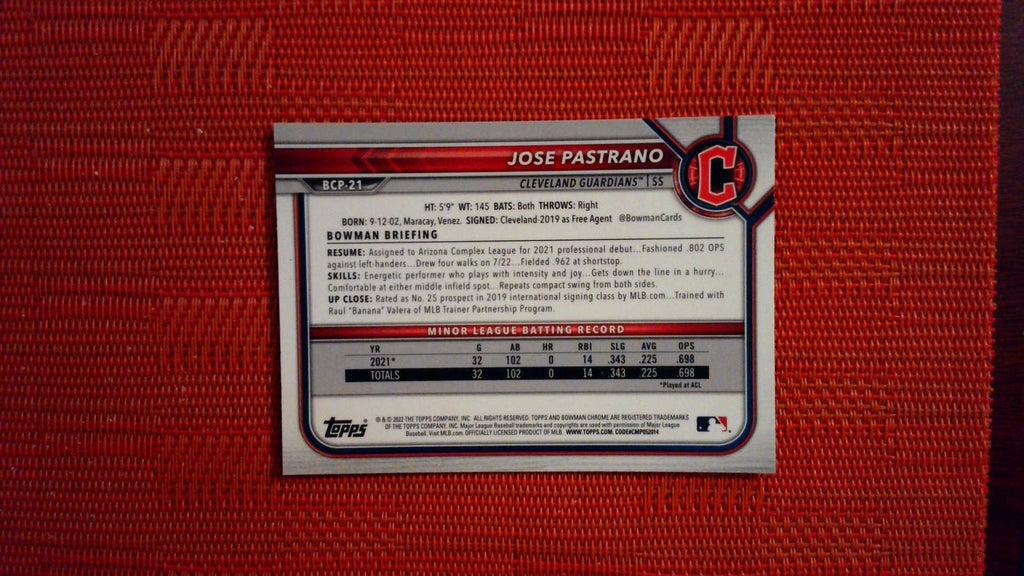 JOSE PASTRANO
C
BCP-21
CLEVELAND GUARDIANS™ | SS
HT: 5'9" WT: 145 BATS: Both THROWS: Right
BORN: 9-12-02, Maracay, Venez. SIGNED: Cleveland-2019 as Free Agent @BowmanCards
BOWMAN BRIEFING
RESUME: Assigned to Arizona Complex League for 2021 professional debut...Fashioned .802 OPS
against left-handers...Drew four walks on 7/22...Fielded .962 at shortstop.
SKILLS: Energetic performer who plays with intensity and joy...Gets down the line in a hurry...
Comfortable at either middle infield spot...Repeats compact swing from both sides.
UP CLOSE: Rated as No. 25 prospect in 2019 international signing class by MLB.com...Trained with
Raul "Banana" Valera of MLB Trainer Partnership Program.
MINOR LEAGUE BATTING RECORD
YR G AB HR RBI SLG AVG OPS
2021* 32 102 0 14 .343 .225 .698
TOTALS 32 102 0 14 .343 .225 .698
*Played at ACL
topps
® & © 2022 THE TOPPS COMPANY, INC. ALL RIGHTS RESERVED. TOPPS AND BOWMAN CHROME ARE REGISTERED TRADEMARKS
OF THE TOPPS COMPANY, INC. Major League Baseball trademarks and copyrights are used with permission of Major League
Baseball. Visit MLB.com. OFFICIALLY LICENSED PRODUCT OF MLB. WWW.TOPPS.COM. CODE#CMP052014